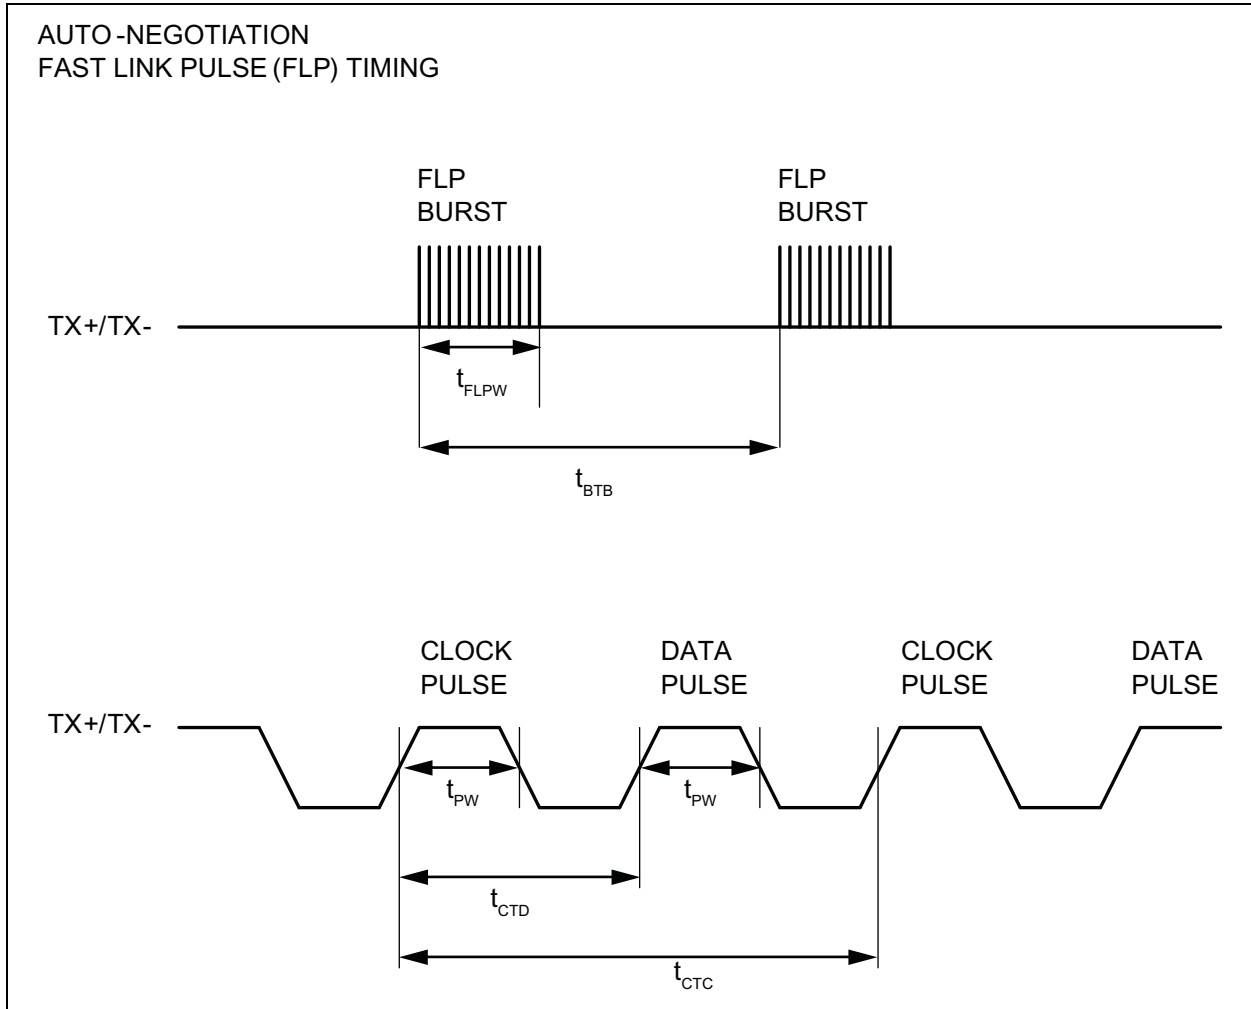 AUTO -NEGOTIATION
FAST LINK PULSE (FLP) TIMING
FLP
BURST
FLP
BURST
TX+/TX-
tFLPW
tBTB
CLOCK
PULSE
DATA
PULSE
CLOCK
PULSE
DATA
PULSE
TX+/TX-
tPW
tPW
tCTD
tCTC